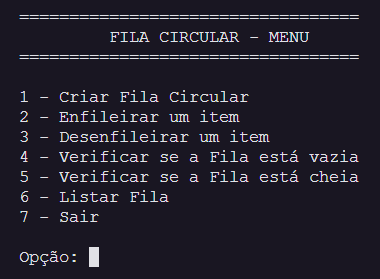 ==================================
FILA CIRCULAR - MENU
==================================
1 - Criar Fila Circular
2 - Enfileirar um item
3 - Desenfileirar um item
4 - Verificar se a Fila está vazia
5 - Verificar se a Fila está cheia
6 - Listar Fila
7 - Sair
Opção: